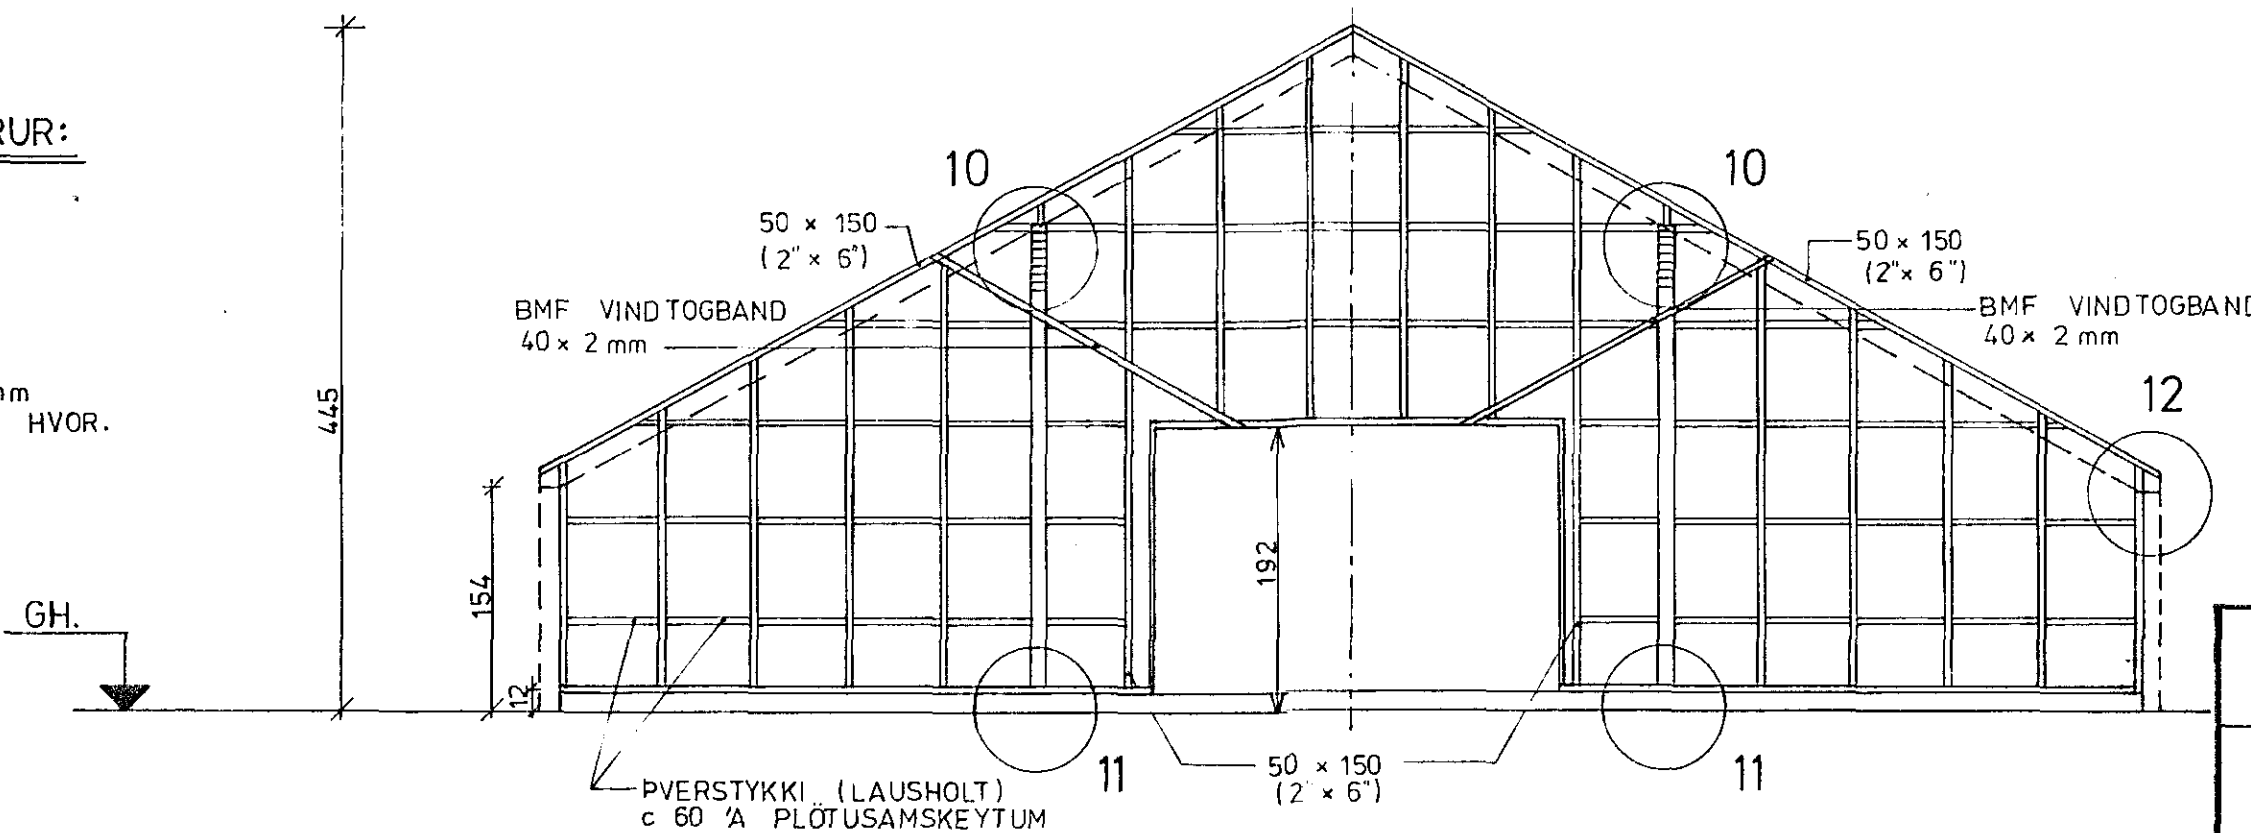 RUR:
10
10
50 × 150
(2" × 6")
50 × 150
(2" × 6")
BMF VINDTOGBAND
40 × 2 mm
BMF VINDTOGBAND
40 × 2 mm
HVOR.
445
12
154
192
GH.
12
11
11
ÞVERSTYKKI (LAUSHOLT)
c 60 'A PLÖTUSAMSKEYTUM
50 × 150
(2" × 6")